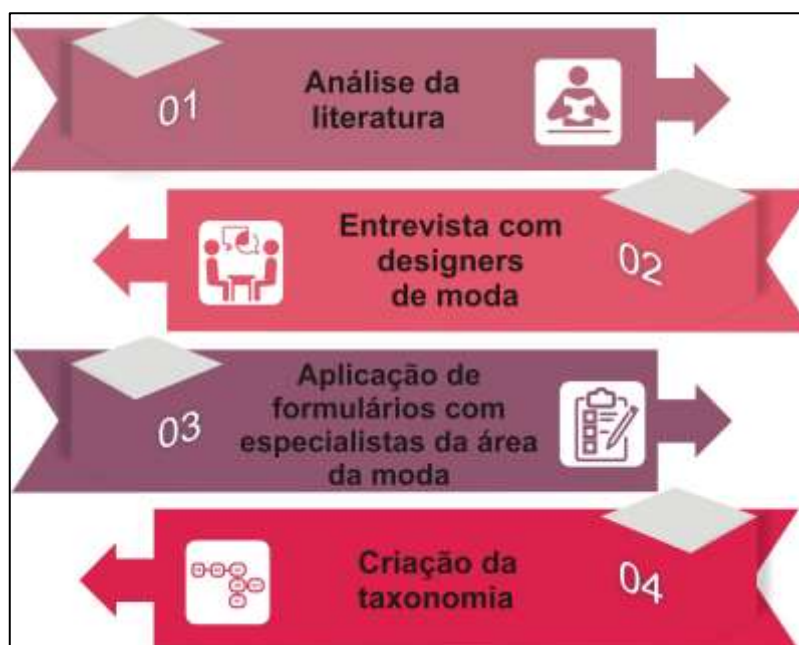 01
Análise da
literatura
Entrevista com
designers
de moda
02
03
Aplicação de
formulários com
especialistas da área
da moda
Criação da
taxonomia
04